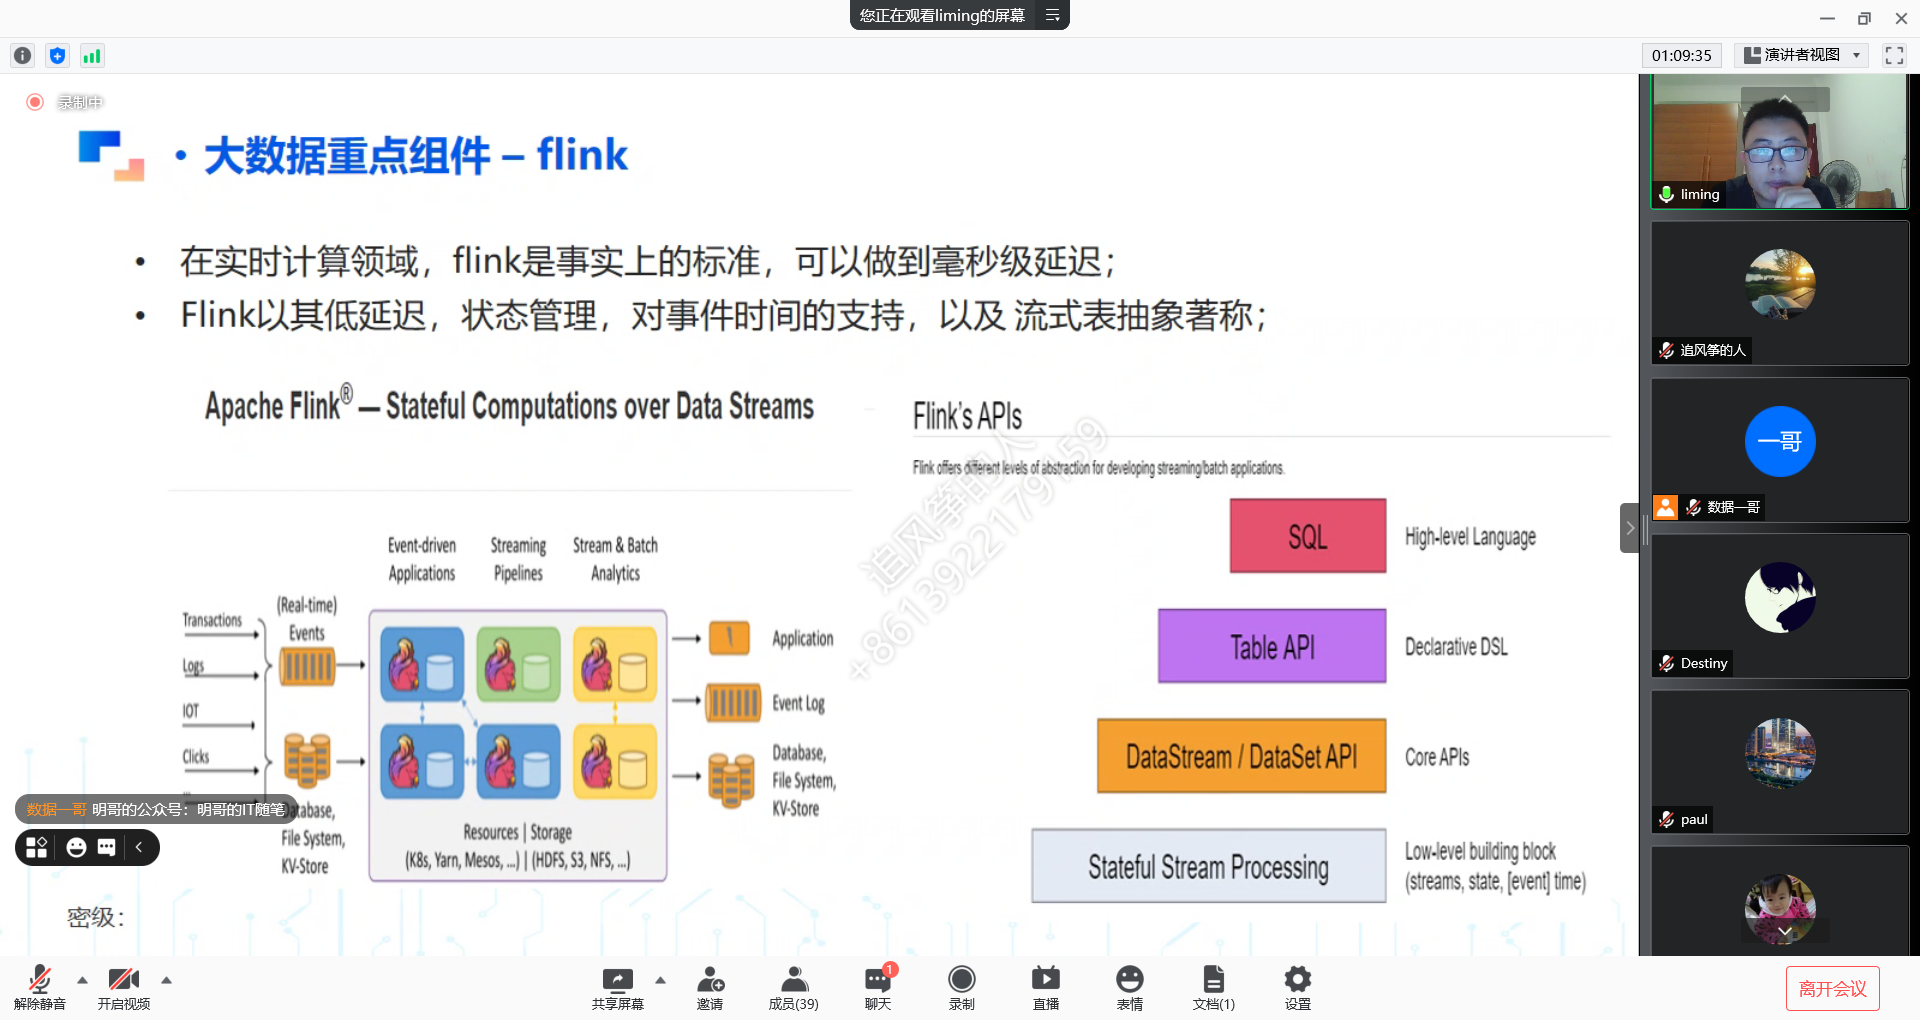 您正在观看liming的屏幕
01:09:35
演讲者视图
录制中
• 大数据重点组件 – flink
• 在实时计算领域，flink是事实上的标准，可以做到毫秒级延迟；
• Flink以其低延迟，状态管理，对事件时间的支持，以及 流式表抽象著称；
Apache Flink® — Stateful Computations over Data Streams
Event-driven
Applications
Streaming
Pipelines
Stream & Batch
Analytics
Transactions
Logs
IOT
Clicks
...
(Real-time)
Events
Database,
File System,
KV-Store
Resources | Storage
(K8s, Yarn, Mesos, ...) | (HDFS, S3, NFS, ...)
Application
Event Log
Database,
File System,
KV-Store
Flink's APIs
Flink offers different levels of abstraction for developing streaming/batch applications.
SQL
High-level Language
Table API
Declarative DSL
DataStream / DataSet API
Core APIs
Stateful Stream Processing
Low-level building block
(streams, state, [event] time)
追风筝的人
+8613922179159
数据一哥 明哥的公众号：明哥的IT随笔
密级：
liming
追风筝的人
一哥
数据一哥
Destiny
paul
解除静音
开启视频
共享屏幕
邀请
成员(39)
1
聊天
录制
直播
表情
文档(1)
设置
离开会议